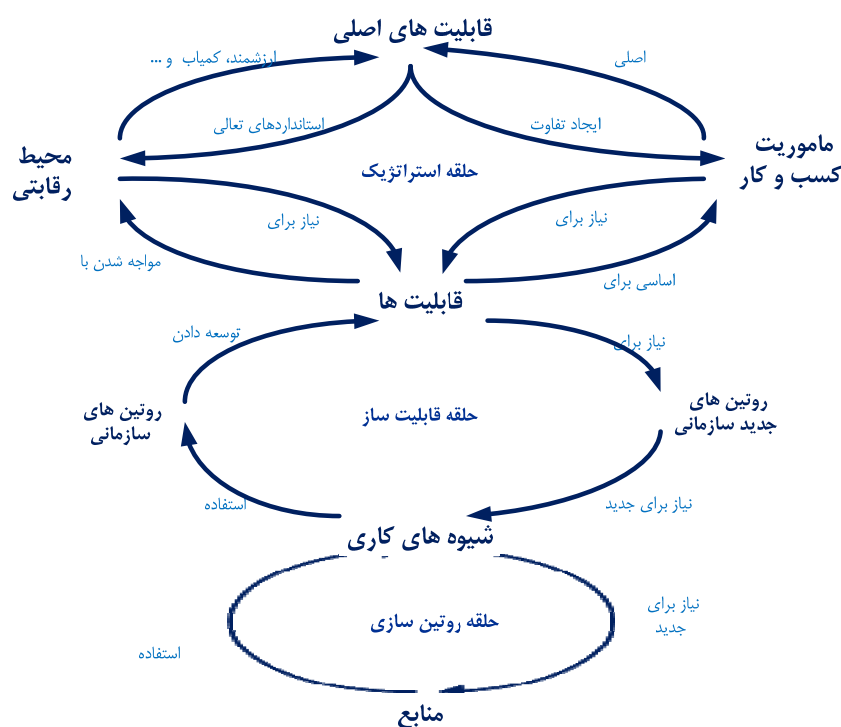 قابلیت های اصلی
اصلی
ارزشمند، کمیاب و ...
ایجاد تفاوت
استانداردهای تعالی
ماموریت
کسب و کار
محیط
رقابتی
حلقه استراتژیک
نیاز برای
نیاز برای
مواجه شدن با
اساسی برای
قابلیت ها
توسعه دادن
نیاز برای
روتین های
جدید سازمانی
روتین های
سازمانی
حلقه قابلیت ساز
نیاز برای جدید
استفاده
شیوه های کاری
حلقه روتین سازی
نیاز برای
جدید
استفاده
منابع